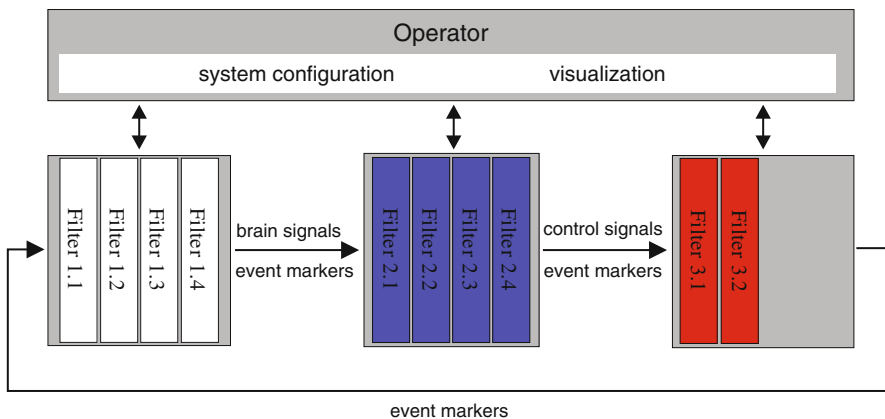 Operator
system configuration visualization
Filter 1.1
Filter 1.2
Filter 1.3
Filter 1.4
brain signals
event markers
Filter 2.1
Filter 2.2
Filter 2.3
Filter 2.4
control signals
event markers
Filter 3.1
Filter 3.2
event markers